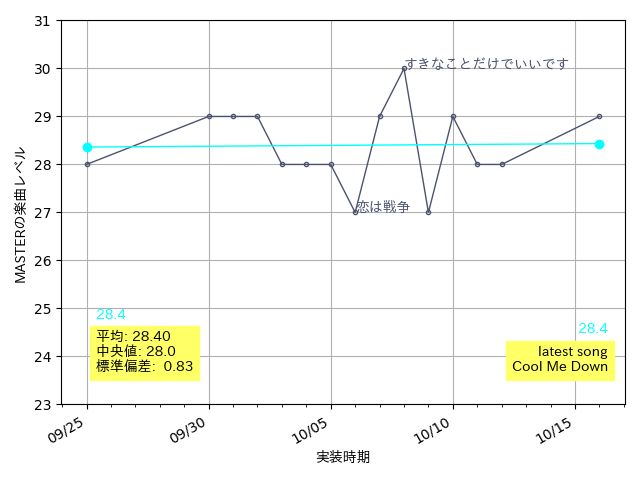 31
30
29
28
27
26
25
24
23
MASTERの楽曲レベル
すきなことだけでいいです
恋は戦争
28.4
平均: 28.40
中央値: 28.0
標準偏差: 0.83
28.4
latest song
Cool Me Down
09/25
09/30
10/05
10/10
10/15
実装時期